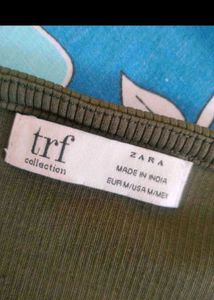 trf
collection
ZARA
MADE IN INDIA
EUR M/USA M/MEX